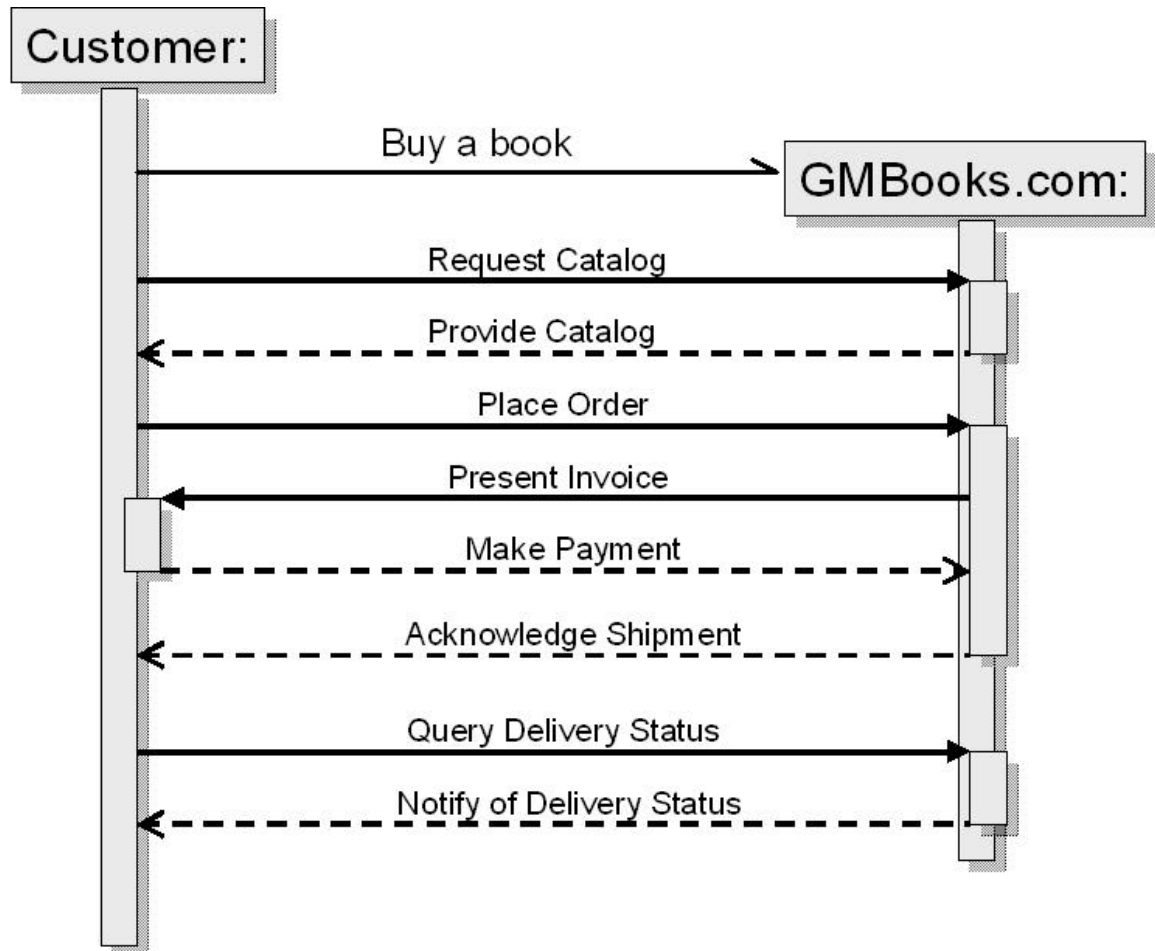 Customer:
Buy a book
GMBooks.com:
Request Catalog
Provide Catalog
Place Order
Present Invoice
Make Payment
Acknowledge Shipment
Query Delivery Status
Notify of Delivery Status